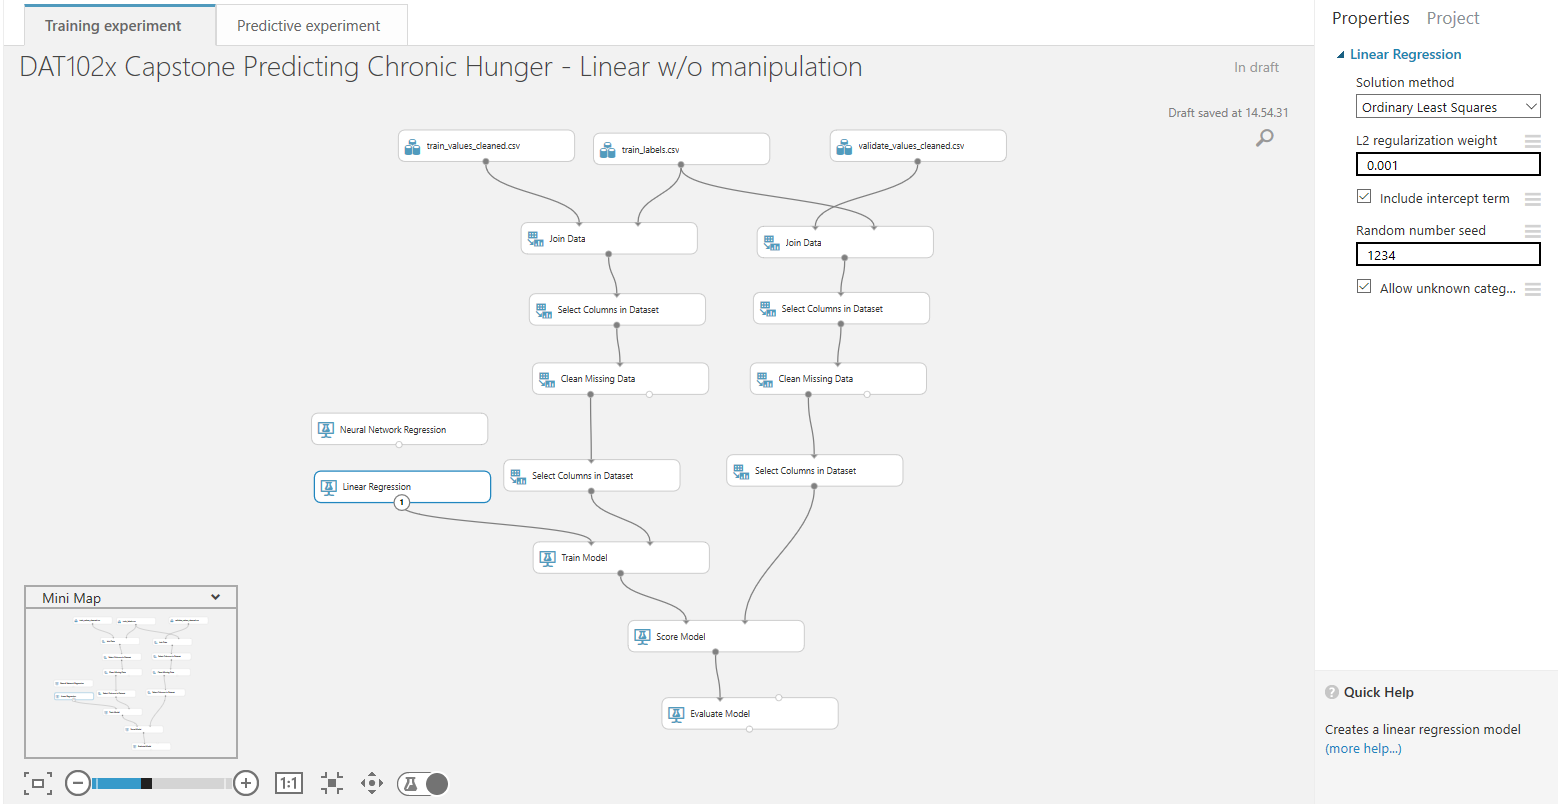 Training experiment
Predictive experiment
DAT102x Capstone Predicting Chronic Hunger - Linear w/o manipulation
In draft
Draft saved at 14.54.31
train_values_cleaned.csv
train_labels.csv
validate_values_cleaned.csv
Join Data
Join Data
Select Columns in Dataset
Select Columns in Dataset
Clean Missing Data
Clean Missing Data
Neural Network Regression
Linear Regression
1
Select Columns in Dataset
Select Columns in Dataset
Train Model
Score Model
Evaluate Model
Mini Map
1:1
Properties Project
Linear Regression
Solution method
Ordinary Least Squares
L2 regularization weight
0.001
Include intercept term
Random number seed
1234
Allow unknown categ...
? Quick Help
Creates a linear regression model
(more help...)